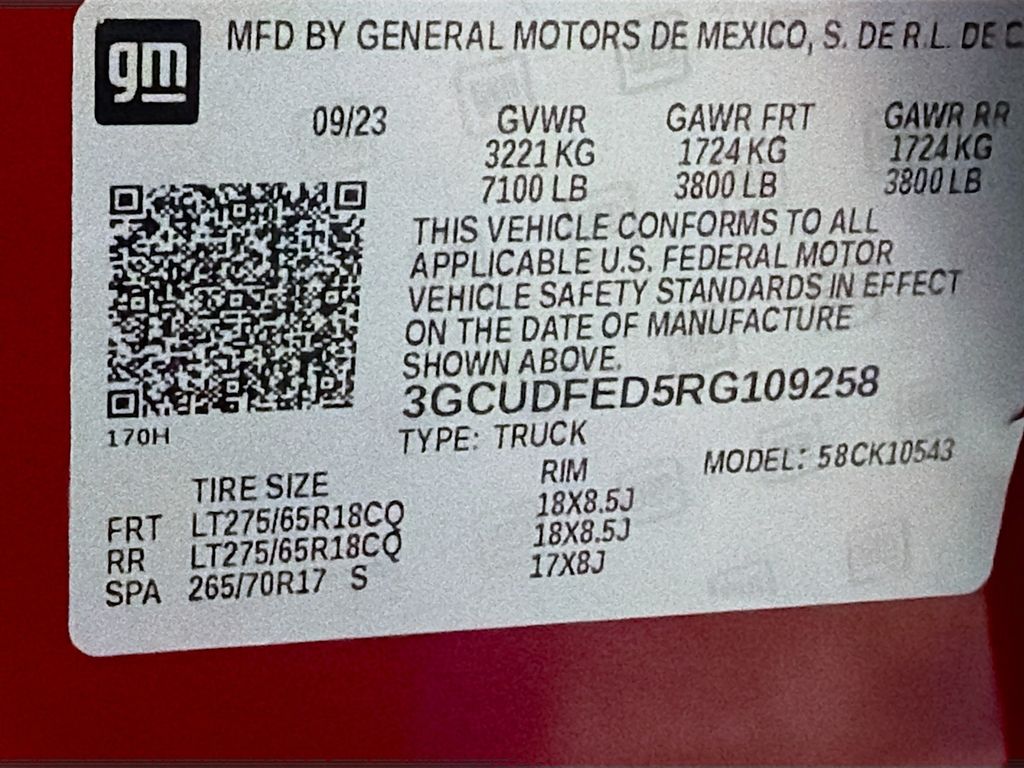 gm
MFD BY GENERAL MOTORS DE MEXICO, S. DE R.L. DE C
09/23 GVWR GAWR FRT GAWR RR
3221 KG 1724 KG 1724 KG
7100 LB 3800 LB 3800 LB
THIS VEHICLE CONFORMS TO ALL
APPLICABLE U.S. FEDERAL MOTOR
VEHICLE SAFETY STANDARDS IN EFFECT
ON THE DATE OF MANUFACTURE
SHOWN ABOVE.
3GCUDFED5RG109258
170H
TYPE: TRUCK MODEL: 58CK10543
TIRE SIZE RIM
FRT LT275/65R18CQ 18X8.5J
RR LT275/65R18CQ 18X8.5J
SPA 265/70R17 S 17X8J